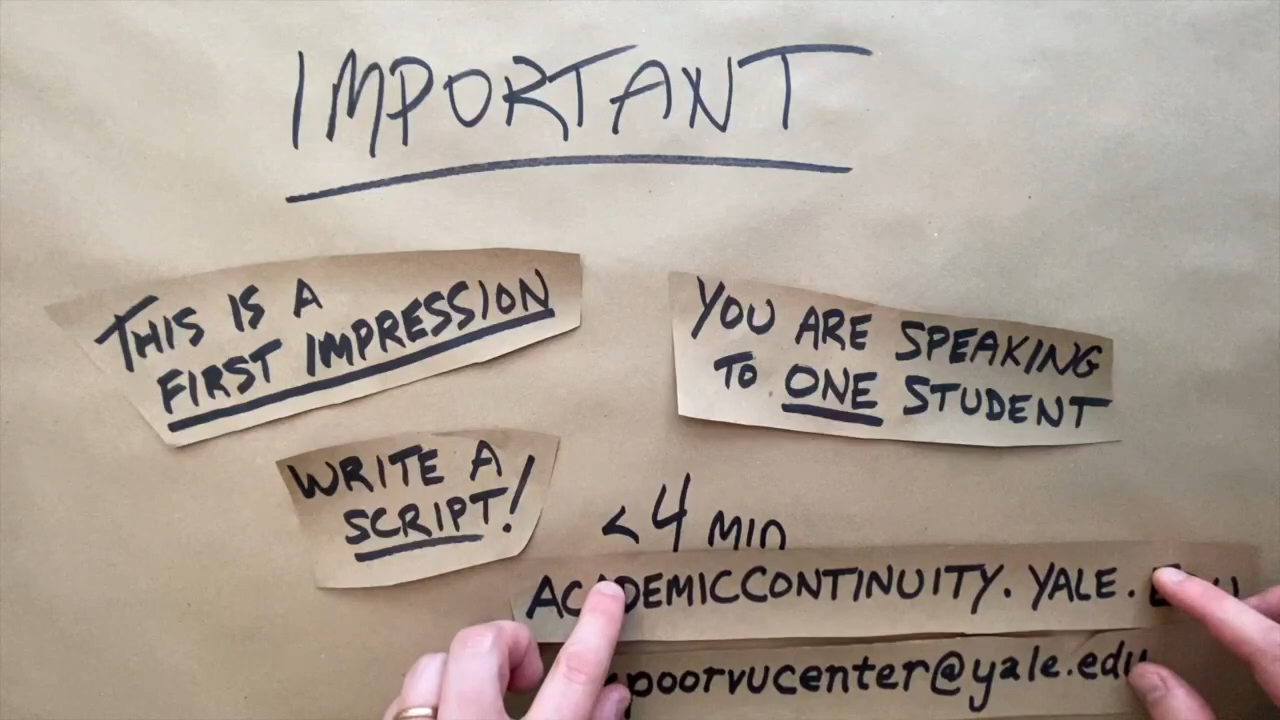 IMPORTANT
THIS IS A
FIRST IMPRESSION
YOU ARE SPEAKING
TO ONE STUDENT
WRITE A
SCRIPT!
<4 MIN
ACADEMICCONTINUITY.YALE.EDU
poorvucenter@yale.edu